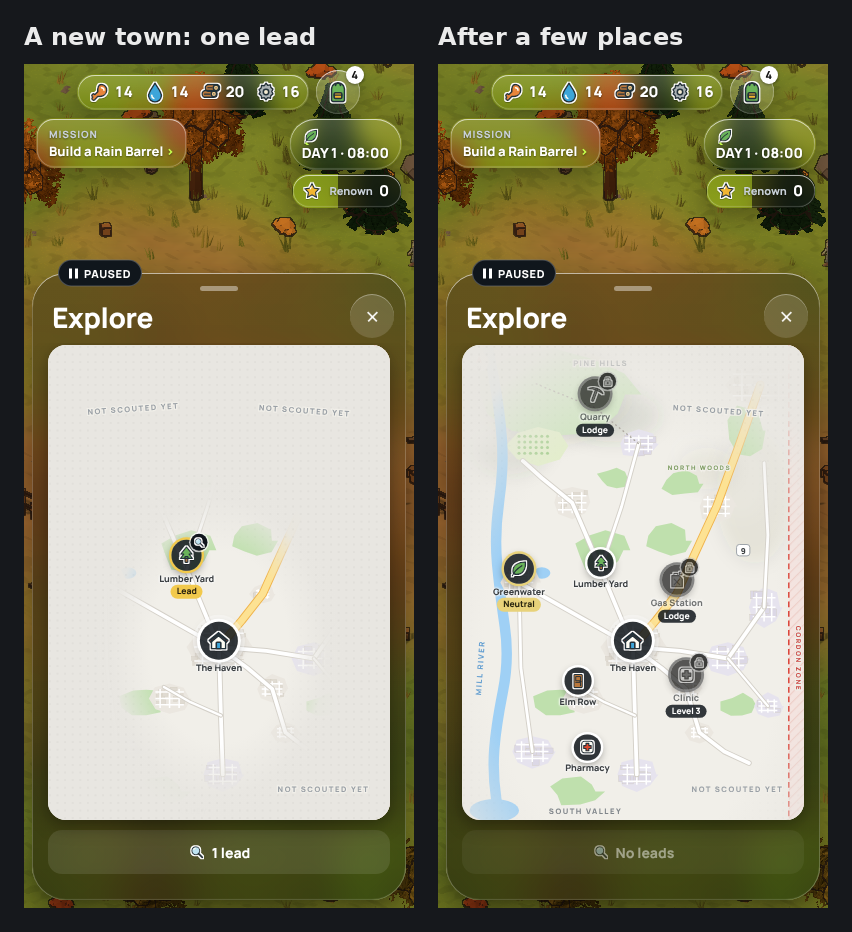 A new town: one lead
4
14 14 20 16
MISSION
Build a Rain Barrel ›
DAY 1 · 08:00
Renown 0
PAUSED
Explore
NOT SCOUTED YET
NOT SCOUTED YET
Lumber Yard
Lead
The Haven
NOT SCOUTED YET
1 lead
After a few places
4
14 14 20 16
MISSION
Build a Rain Barrel ›
DAY 1 · 08:00
Renown 0
PAUSED
Explore
PINE HILLS
NOT SCOUTED YET
Quarry
Lodge
NORTH WOODS
9
Lumber Yard
Greenwater
Neutral
Gas Station
Lodge
MILL RIVER
CORDON ZONE
The Haven
Elm Row
Clinic
Level 3
Pharmacy
NOT SCOUTED YET
SOUTH VALLEY
No leads